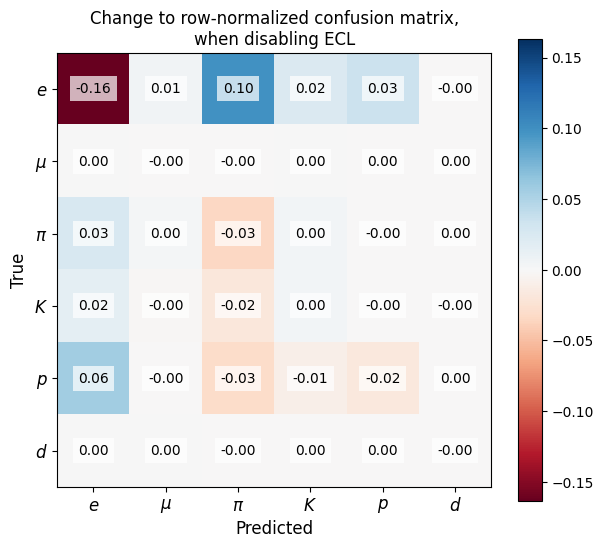 Change to row-normalized confusion matrix,
when disabling ECL
e -0.16 0.01 0.10 0.02 0.03 -0.00
μ 0.00 -0.00 -0.00 0.00 0.00 0.00
π 0.03 0.00 -0.03 0.00 -0.00 0.00
K 0.02 -0.00 -0.02 0.00 -0.00 -0.00
p 0.06 -0.00 -0.03 -0.01 -0.02 0.00
d 0.00 0.00 -0.00 0.00 0.00 -0.00
e μ π K p d
Predicted
True
0.15
0.10
0.05
0.00
−0.05
−0.10
−0.15